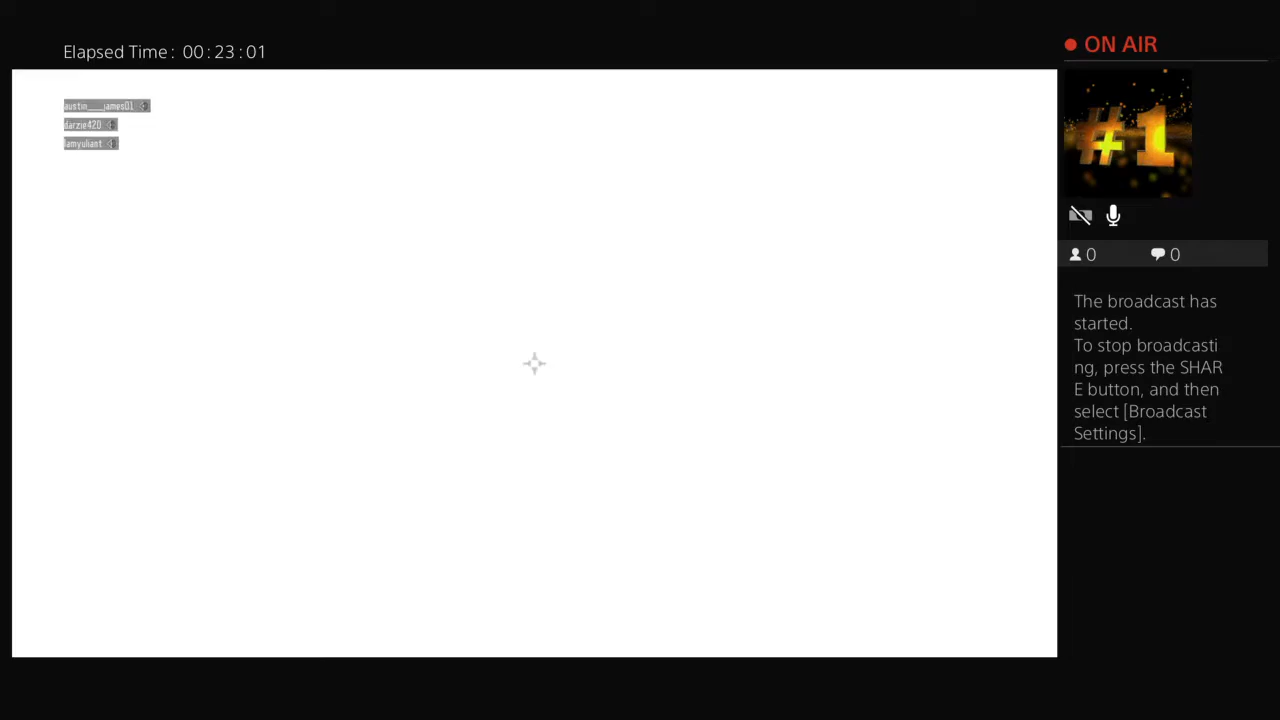 Elapsed Time: 00:23:01
ON AIR
austin___james01
darzie420
lamyuliant
#1
0
0
The broadcast has
started.
To stop broadcasti
ng, press the SHAR
E button, and then
select [Broadcast
Settings].